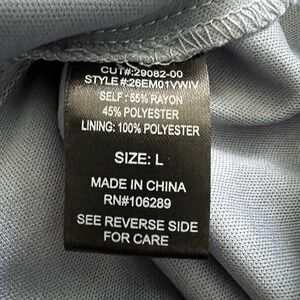 CUT#:29082-00
STYLE #:26EM01VWIV
SELF: 55% RAYON
45% POLYESTER
LINING: 100% POLYESTER
SIZE: L
MADE IN CHINA
RN#106289
SEE REVERSE SIDE
FOR CARE